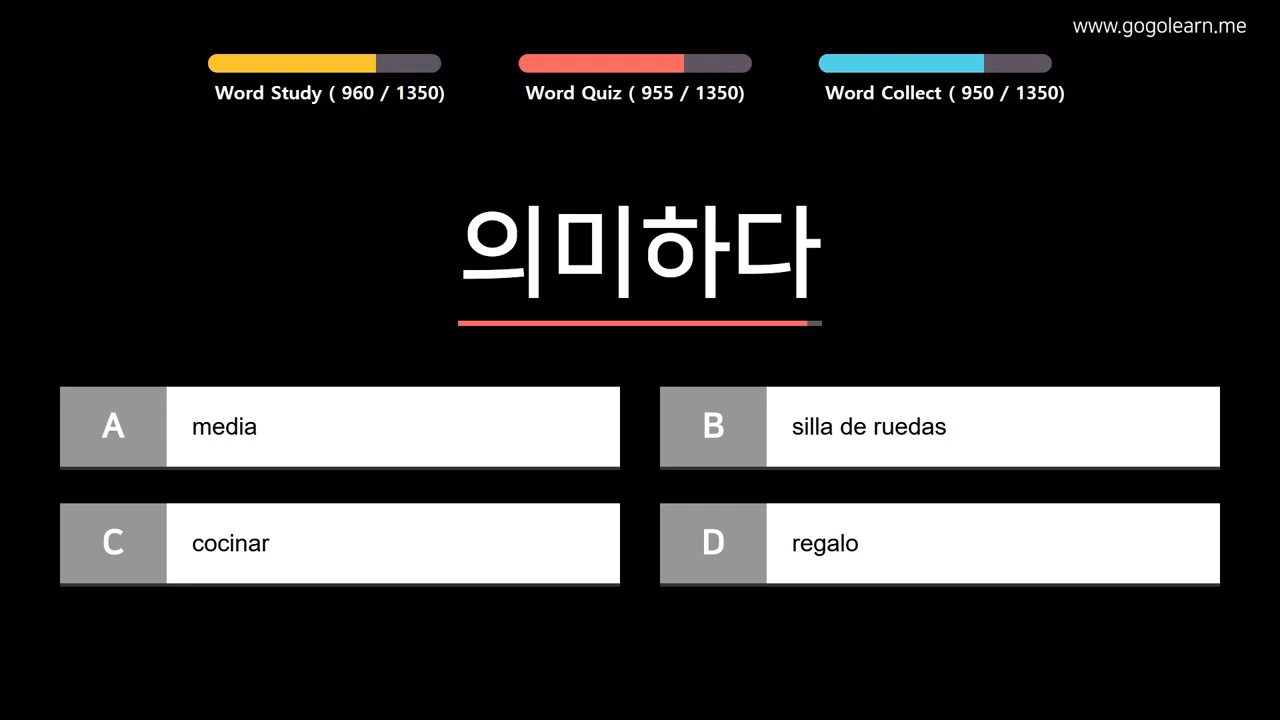 www.gogolearn.me
Word Study ( 960 / 1350)
Word Quiz ( 955 / 1350)
Word Collect ( 950 / 1350)
의미하다
A media
B silla de ruedas
C cocinar
D regalo